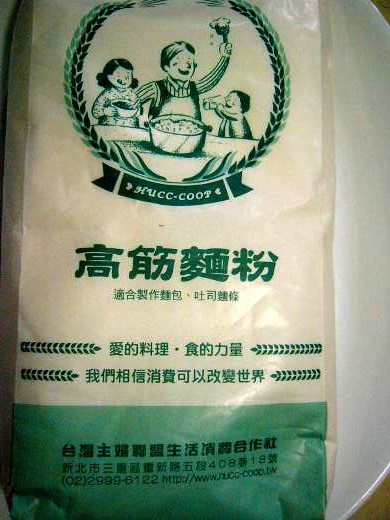 HUCC-COOP
高筋麵粉
適合製作麵包、吐司麵條
愛的料理・食的力量
我們相信消費可以改變世界
台灣主婦聯盟生活消費合作社
新北市三重區重新路五段408巷18號
(02)2999-6122 http://www.hucc-coop.tw